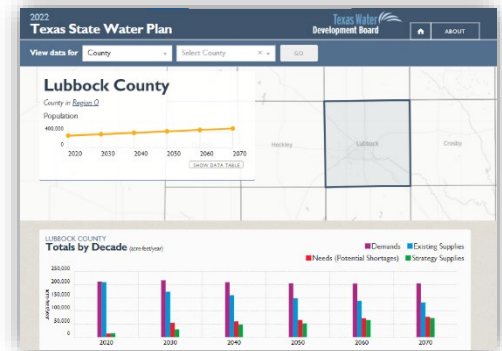 2022
Texas State Water Plan
Texas Water
Development Board
ABOUT
View data for
County
Select County
GO
Lubbock County
County in Region O
Population
400,000
0
2020 2030 2040 2050 2060 2070
SHOW DATA TABLE
Hockley
Lubbock
Crosby
LUBBOCK COUNTY
Totals by Decade (acre-feet/year)
Demands Existing Supplies
Needs (Potential Shortages) Strategy Supplies
250,000
200,000
150,000
100,000
50,000
0
2020 2030 2040 2050 2060 2070